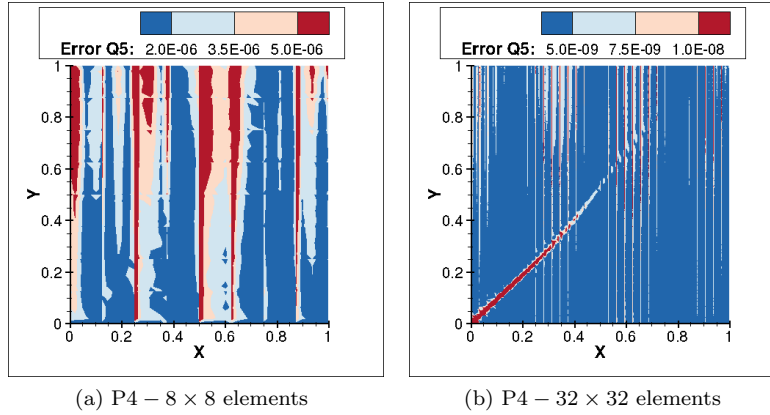 Error Q5: 2.0E-06 3.5E-06 5.0E-06
1
0.8
0.6
Y
0.4
0.2
0
0 0.2 0.4 0.6 0.8 1
X
(a) P4 − 8 × 8 elements
Error Q5: 5.0E-09 7.5E-09 1.0E-08
1
0.8
0.6
Y
0.4
0.2
0
0 0.2 0.4 0.6 0.8 1
X
(b) P4 − 32 × 32 elements